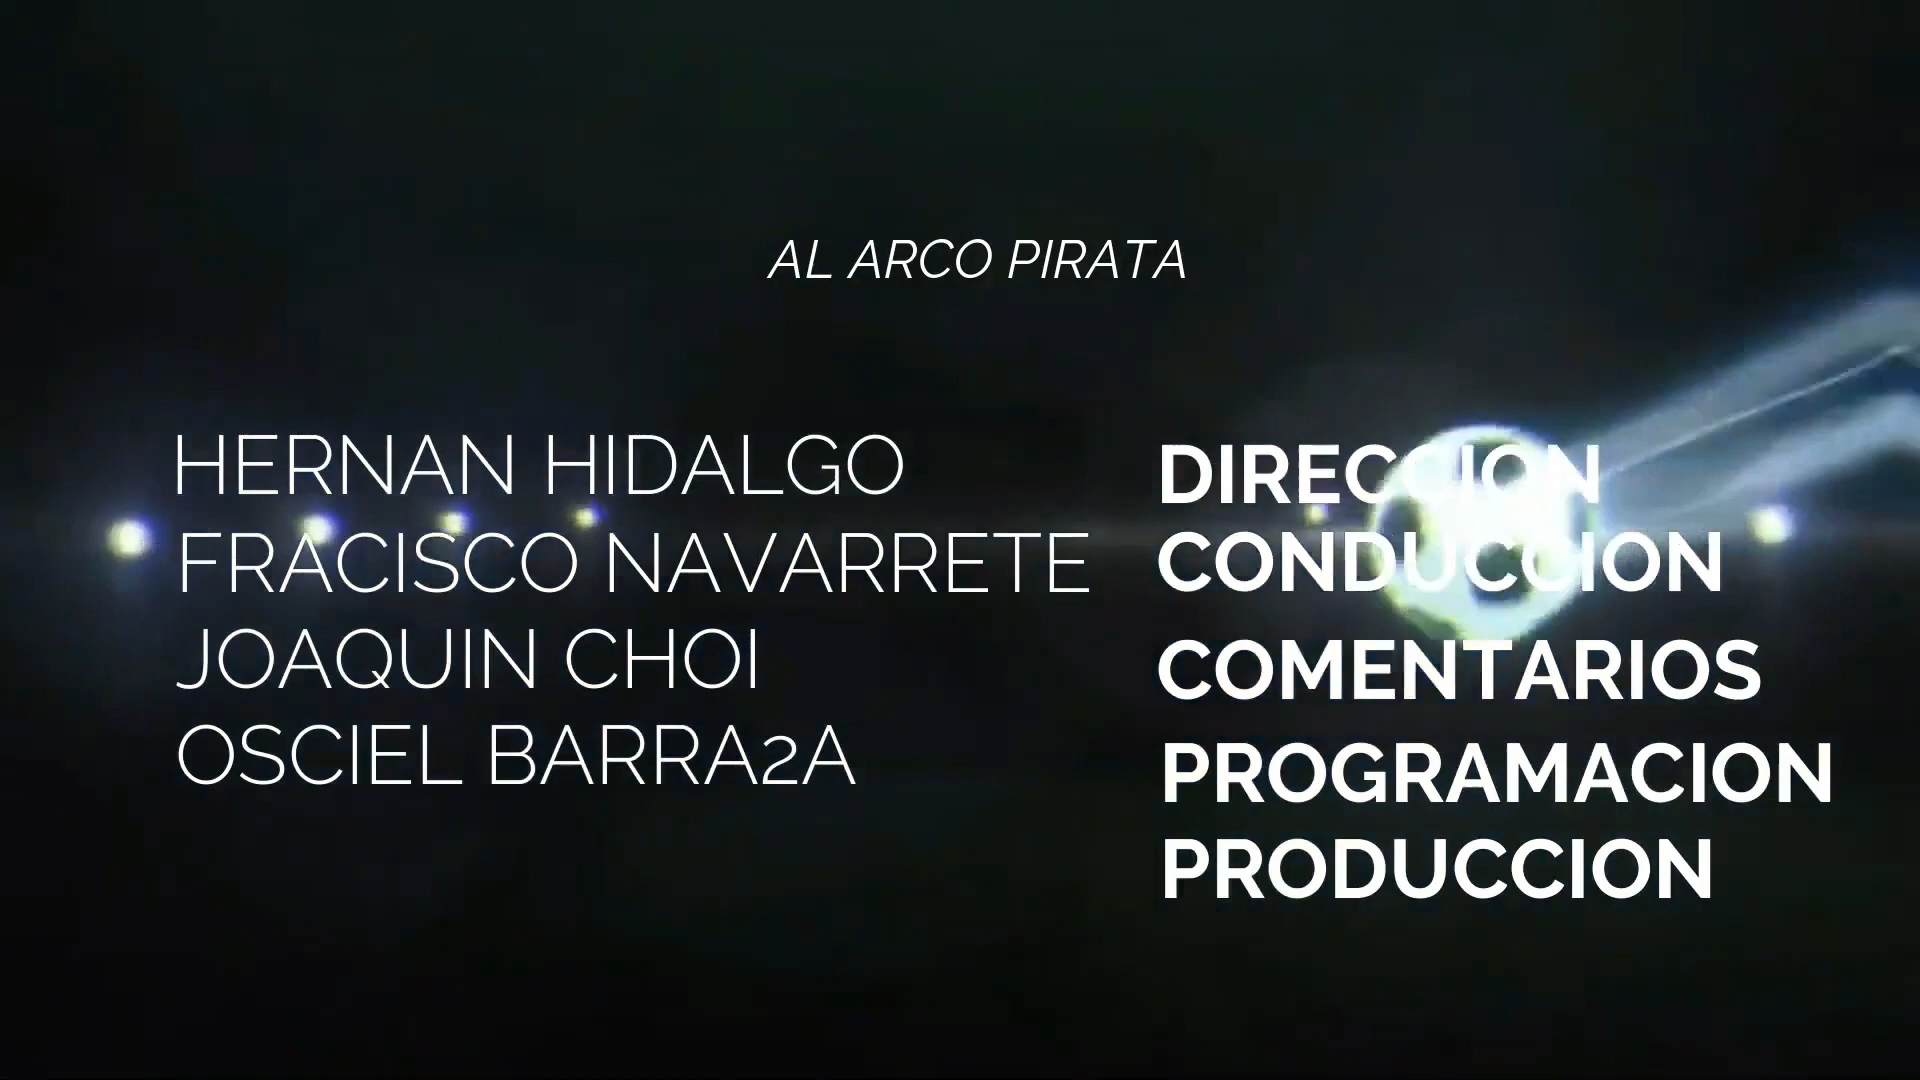 AL ARCO PIRATA
HERNAN HIDALGO
FRACISCO NAVARRETE
JOAQUIN CHOI
OSCIEL BARRA2A
DIRECCION
CONDUCCION
COMENTARIOS
PROGRAMACION
PRODUCCION